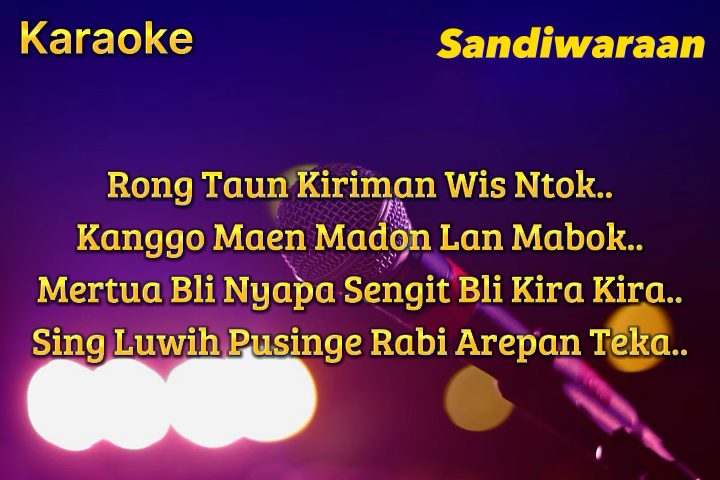 Karaoke
Sandiwaraan
Rong Taun Kiriman Wis Ntok..
Kanggo Maen Madon Lan Mabok..
Mertua Bli Nyapa Sengit Bli Kira Kira..
Sing Luwih Pusinge Rabi Arepan Teka..